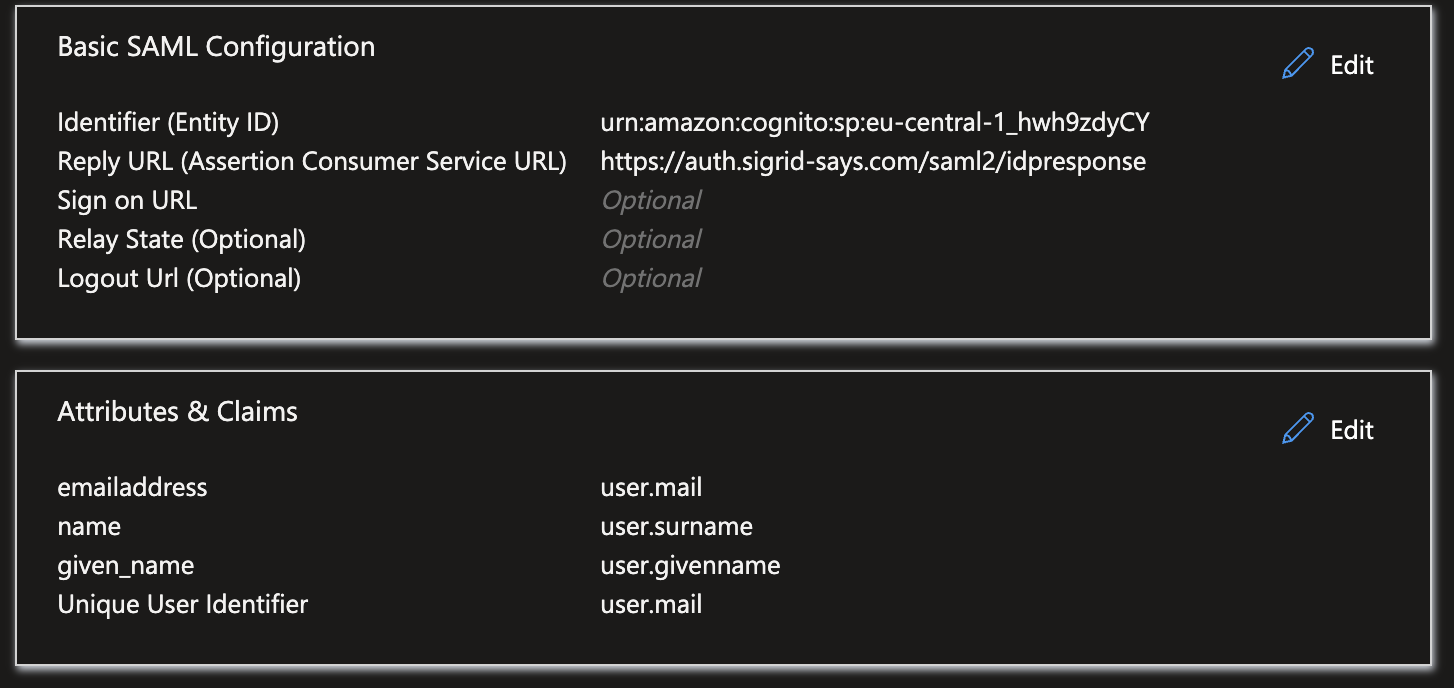 Basic SAML Configuration
Edit
Identifier (Entity ID) urn:amazon:cognito:sp:eu-central-1_hwh9zdyCY
Reply URL (Assertion Consumer Service URL) https://auth.sigrid-says.com/saml2/idpresponse
Sign on URL Optional
Relay State (Optional) Optional
Logout Url (Optional) Optional
Attributes & Claims
Edit
emailaddress user.mail
name user.surname
given_name user.givenname
Unique User Identifier user.mail